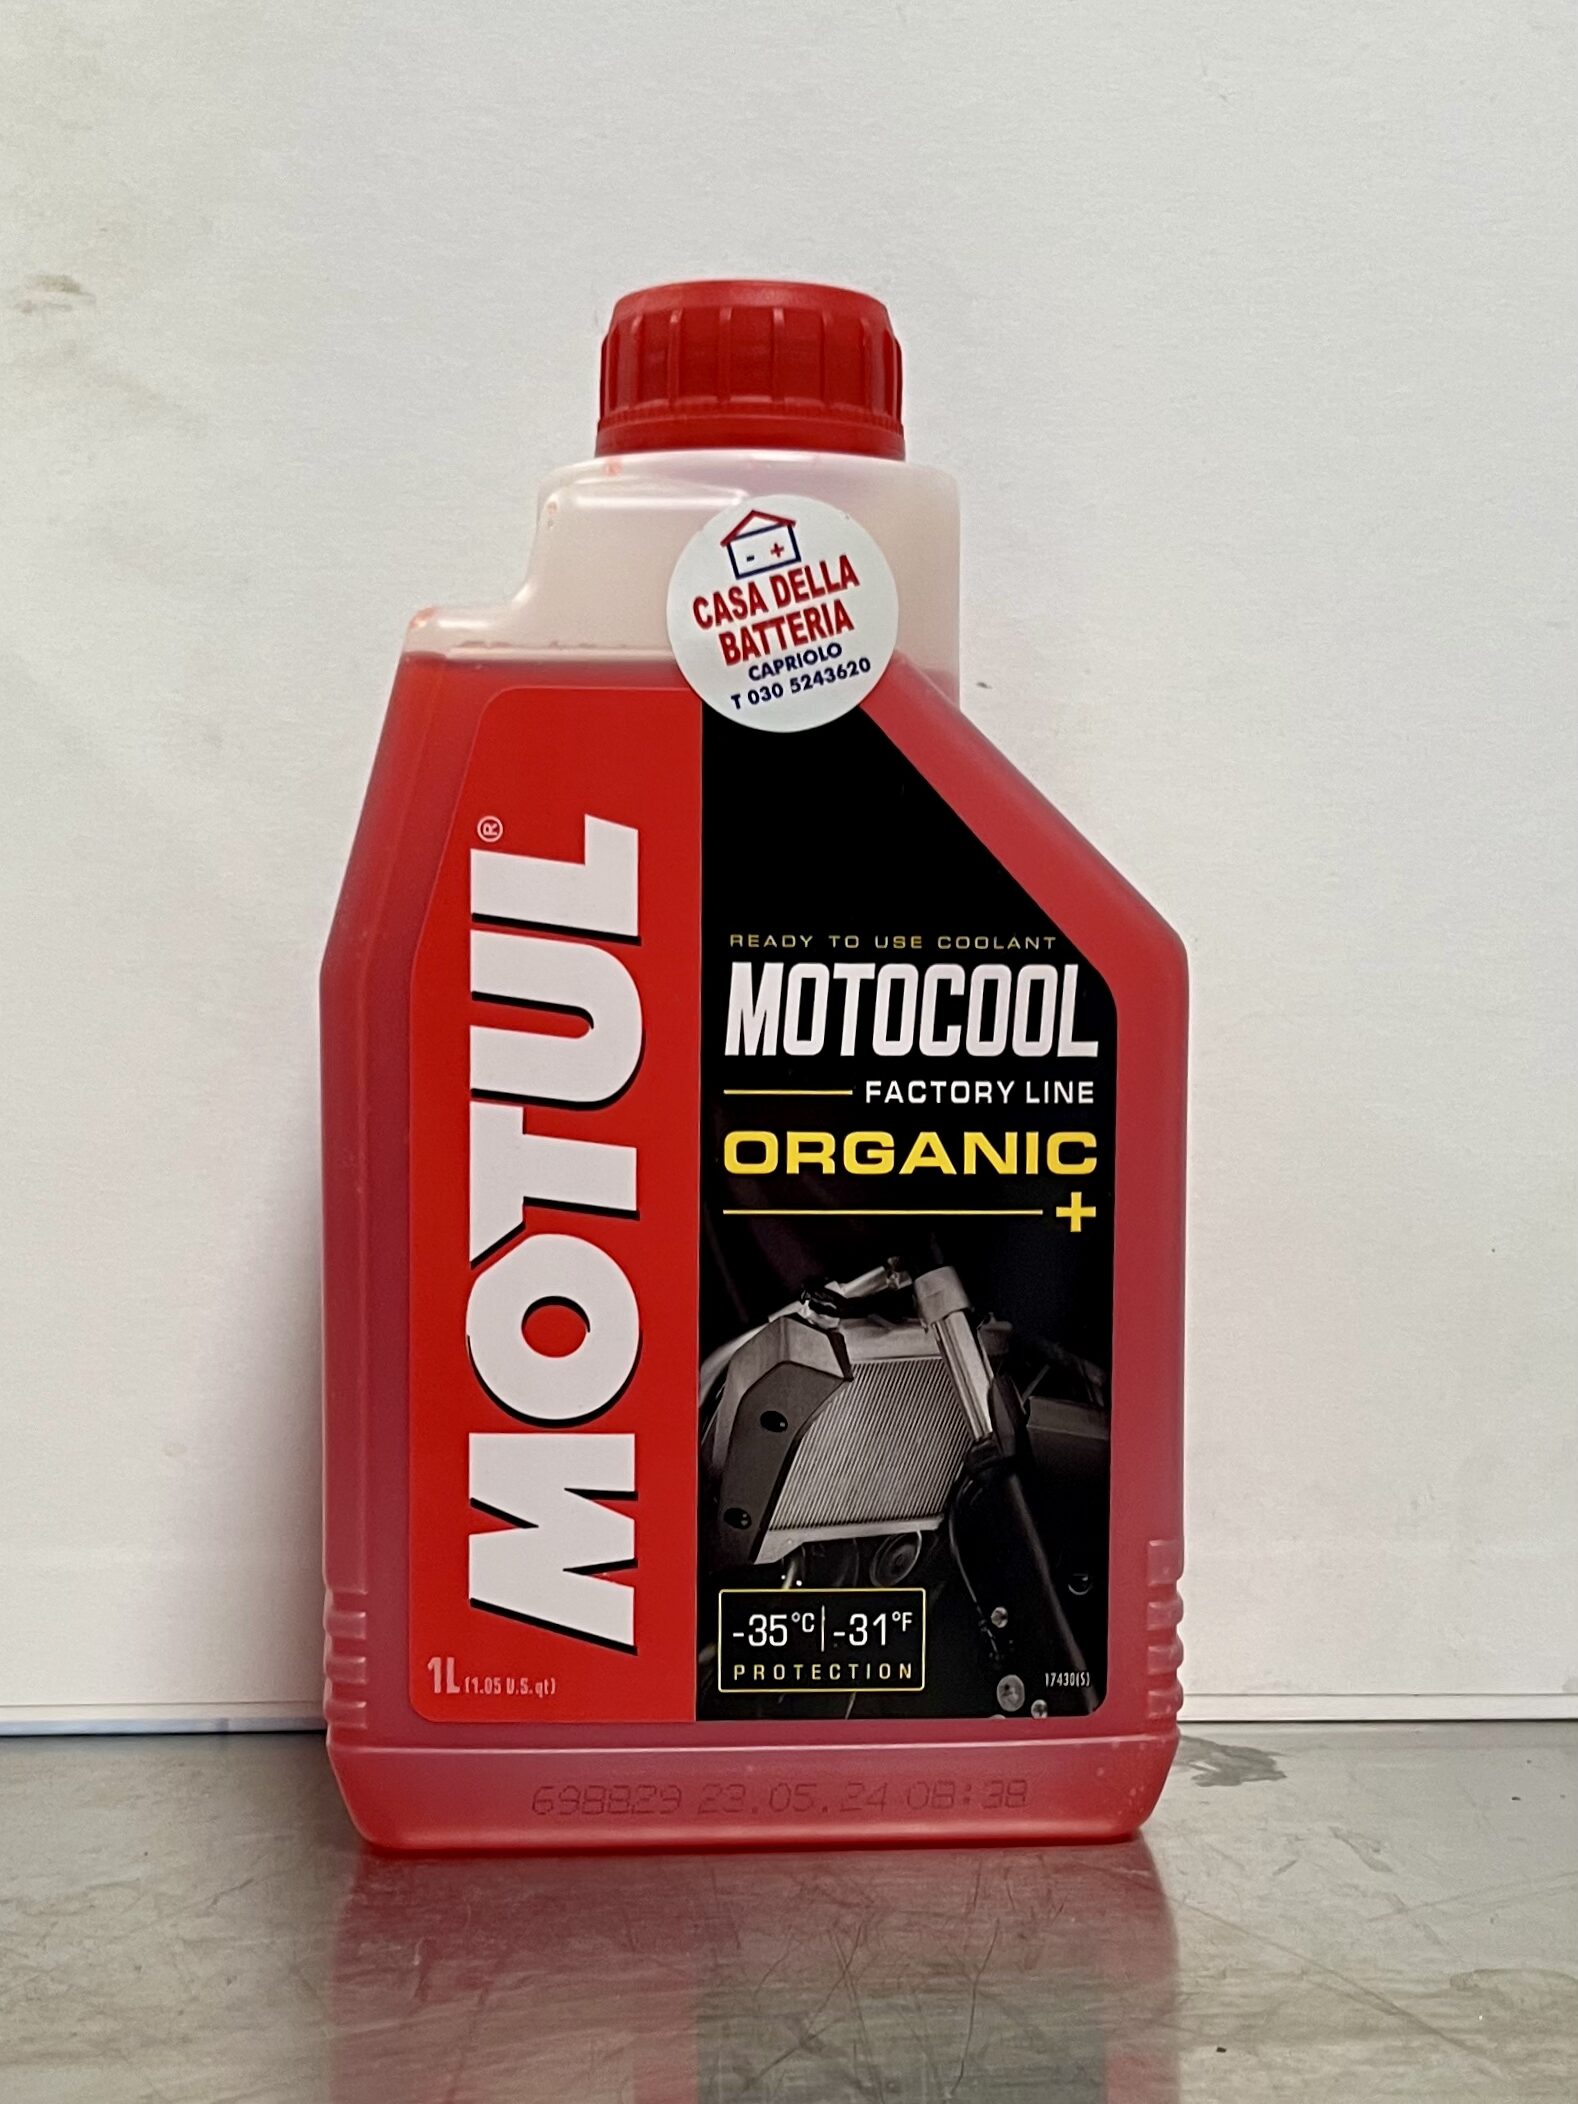 - +
CASA DELLA
BATTERIA
CAPRIOLO
T 030 5243620
MOTUL®
READY TO USE COOLANT
MOTOCOOL
FACTORY LINE
ORGANIC
+
-35°C | -31°F
PROTECTION
1L (1.05 U.S. qt)
17430(S)
698829 23.05.24 08:38